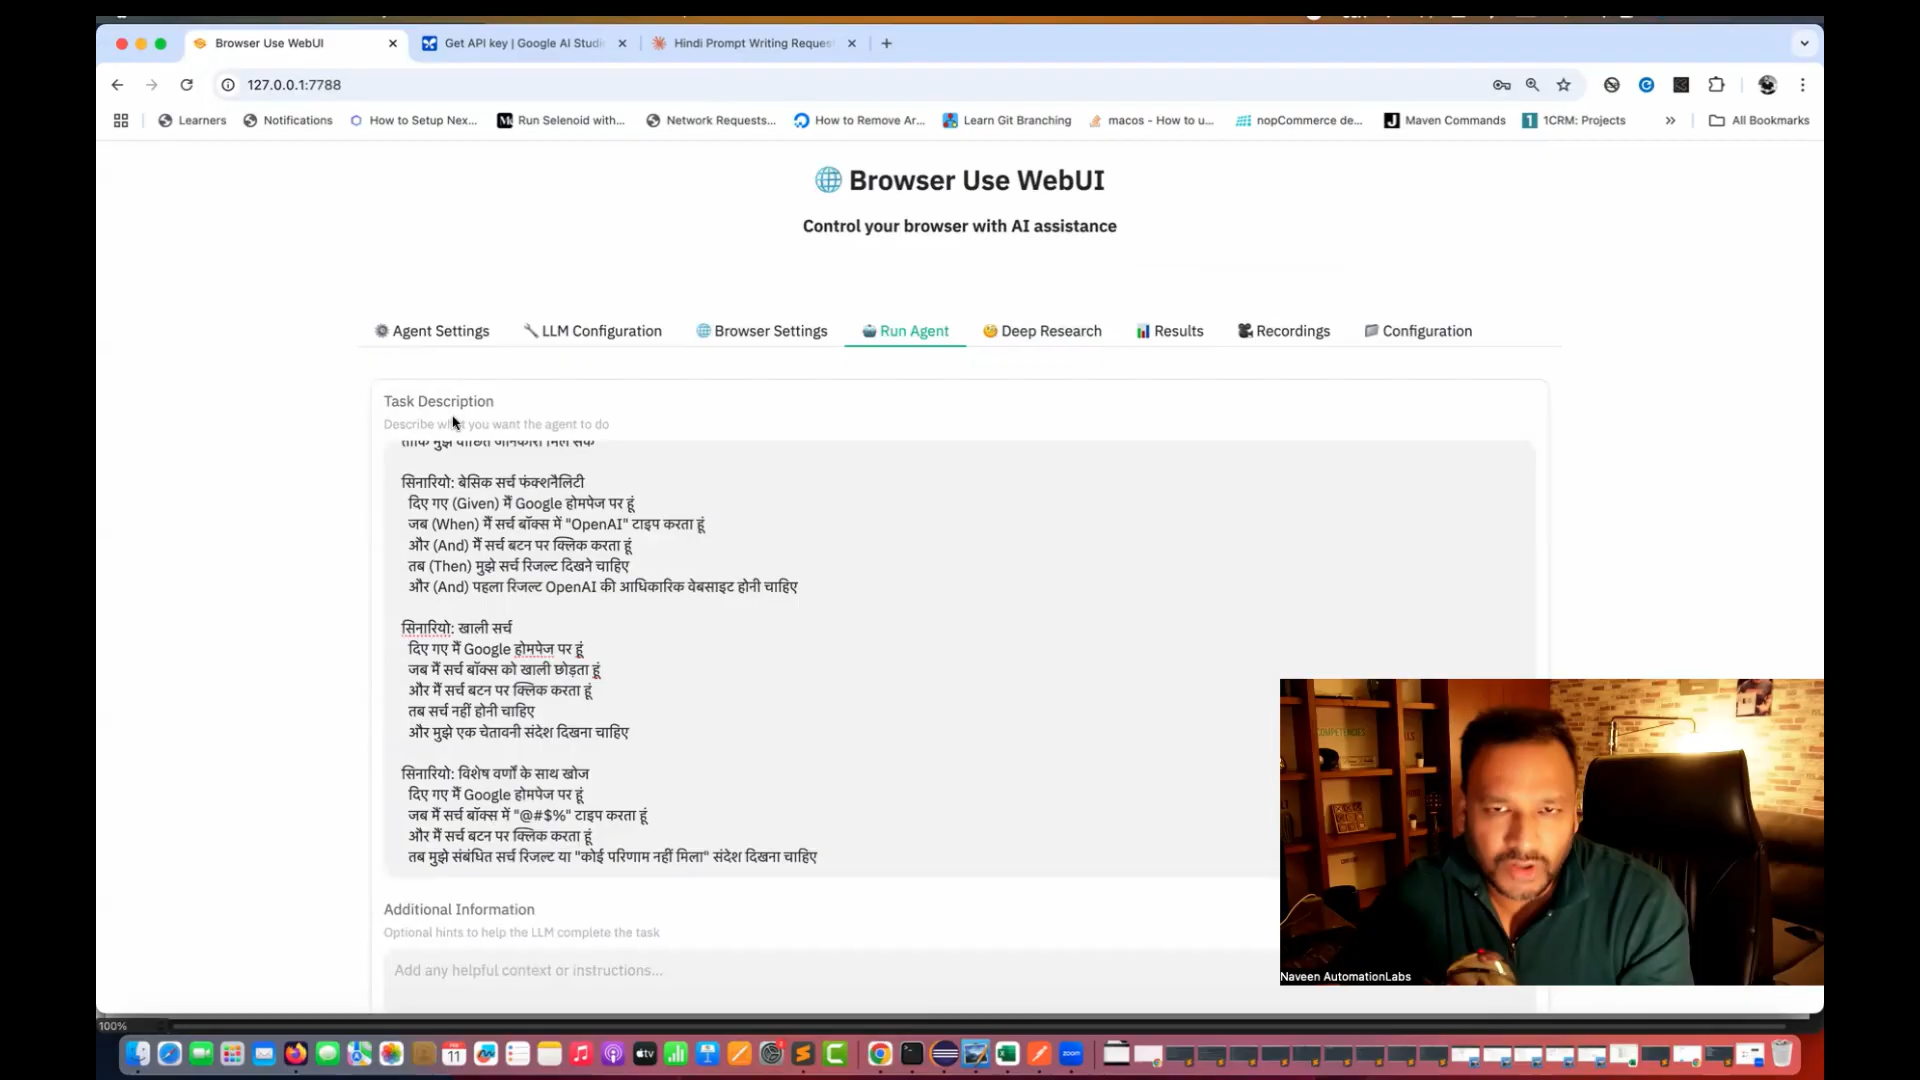 Browser Use WebUI
Get API key | Google AI Studi
Hindi Prompt Writing Reques
127.0.0.1:7788
Learners
Notifications
How to Setup Nex...
Run Selenoid with...
Network Requests...
How to Remove Ar...
Learn Git Branching
macos - How to u...
nopCommerce de...
Maven Commands
1CRM: Projects
All Bookmarks
Browser Use WebUI
Control your browser with AI assistance
Agent Settings
LLM Configuration
Browser Settings
Run Agent
Deep Research
Results
Recordings
Configuration
Task Description
Describe what you want the agent to do
ताकि मुझे वांछित जानकारी मिल सके
सिनारियो: बेसिक सर्च फंक्शनैलिटी
दिए गए (Given) मैं Google होमपेज पर हूं
जब (When) मैं सर्च बॉक्स में "OpenAI" टाइप करता हूं
और (And) मैं सर्च बटन पर क्लिक करता हूं
तब (Then) मुझे सर्च रिजल्ट दिखने चाहिए
और (And) पहला रिजल्ट OpenAI की आधिकारिक वेबसाइट होनी चाहिए
सिनारियो: खाली सर्च
दिए गए मैं Google होमपेज पर हूं
जब मैं सर्च बॉक्स को खाली छोड़ता हूं
और मैं सर्च बटन पर क्लिक करता हूं
तब सर्च नहीं होनी चाहिए
और मुझे एक चेतावनी संदेश दिखना चाहिए
सिनारियो: विशेष वर्णों के साथ खोज
दिए गए मैं Google होमपेज पर हूं
जब मैं सर्च बॉक्स में "@#$%" टाइप करता हूं
और मैं सर्च बटन पर क्लिक करता हूं
तब मुझे संबंधित सर्च रिजल्ट या "कोई परिणाम नहीं मिला" संदेश दिखना चाहिए
Additional Information
Optional hints to help the LLM complete the task
Add any helpful context or instructions...
COMPETENCIES
Naveen AutomationLabs
100%
11
tv
zoom